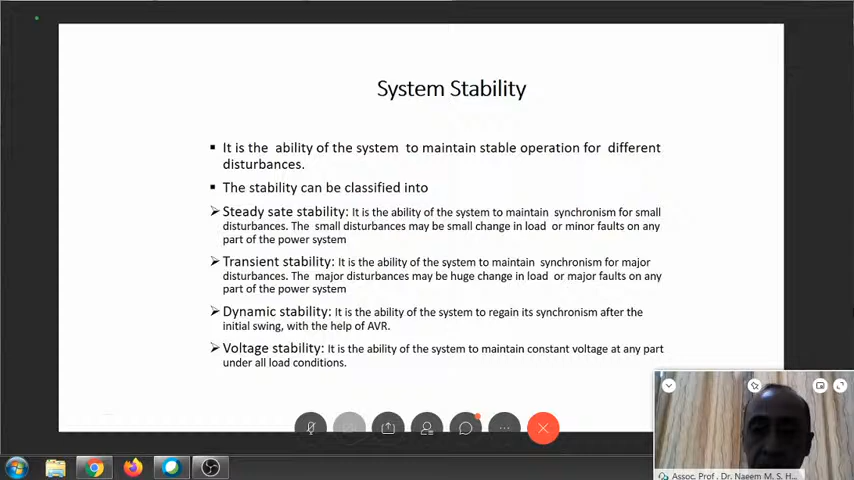 System Stability
▪ It is the ability of the system to maintain stable operation for different
disturbances.
▪ The stability can be classified into
➢ Steady sate stability: It is the ability of the system to maintain synchronism for small
disturbances. The small disturbances may be small change in load or minor faults on any
part of the power system
➢ Transient stability: It is the ability of the system to maintain synchronism for major
disturbances. The major disturbances may be huge change in load or major faults on any
part of the power system
➢ Dynamic stability: It is the ability of the system to regain its synchronism after the
initial swing, with the help of AVR.
➢ Voltage stability: It is the ability of the system to maintain constant voltage at any part
under all load conditions.
Assoc. Prof . Dr. Naeem M. S. H...